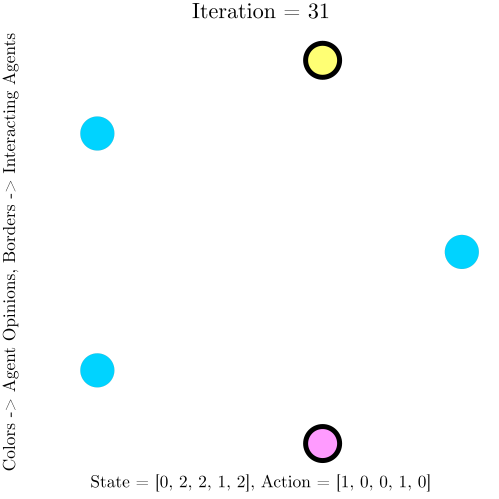 Iteration = 31
Colors -> Agent Opinions, Borders -> Interacting Agents
State = [0, 2, 2, 1, 2], Action = [1, 0, 0, 1, 0]